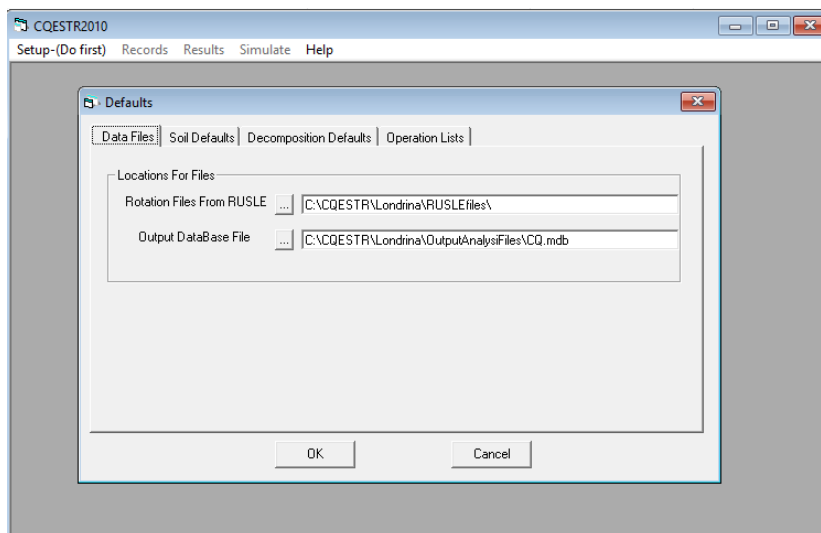 CQESTR2010
Setup-(Do first) Records Results Simulate Help
Defaults
Data Files Soil Defaults Decomposition Defaults Operation Lists
Locations For Files
Rotation Files From RUSLE ... C:\CQESTR\Londrina\RUSLEfiles\
Output DataBase File ... C:\CQESTR\Londrina\OutputAnalysiFiles\CQ.mdb
OK Cancel